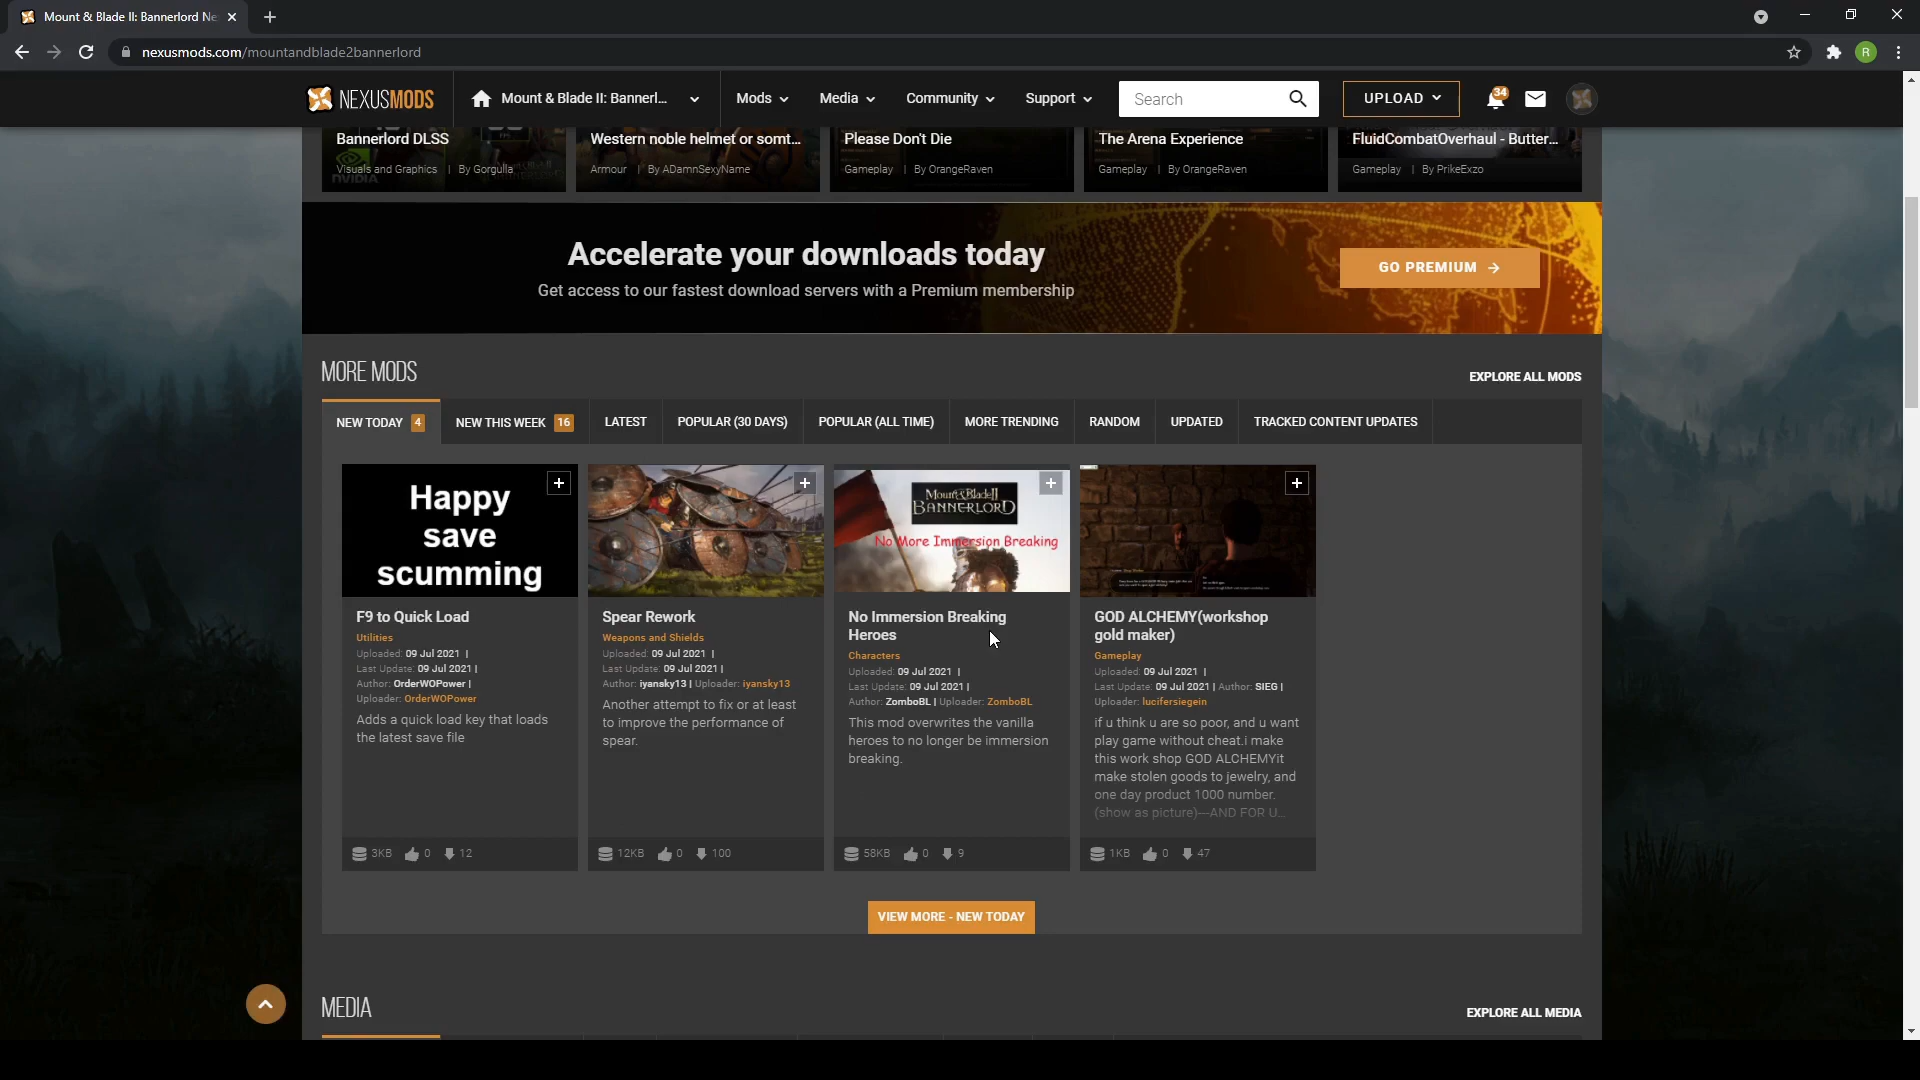 Mount & Blade II: Bannerlord Ne
nexusmods.com/mountandblade2bannerlord
R
NEXUSMODS
Mount & Blade II: Bannerl...
Mods
Media
Community
Support
Search
UPLOAD
34
Bannerlord DLSS
Visuals and Graphics | By Gorgulla
NVIDIA
Western noble helmet or somt...
Armour | By ADamnSexyName
Please Don't Die
Gameplay | By OrangeRaven
The Arena Experience
Gameplay | By OrangeRaven
FluidCombatOverhaul - Butter...
Gameplay | By PrikeExzo
Accelerate your downloads today
Get access to our fastest download servers with a Premium membership
GO PREMIUM
MORE MODS
EXPLORE ALL MODS
NEW TODAY 4
NEW THIS WEEK 16
LATEST
POPULAR (30 DAYS)
POPULAR (ALL TIME)
MORE TRENDING
RANDOM
UPDATED
TRACKED CONTENT UPDATES
Happy
save
scumming
F9 to Quick Load
Utilities
Uploaded: 09 Jul 2021 |
Last Update: 09 Jul 2021 |
Author: OrderWOPower |
Uploader: OrderWOPower
Adds a quick load key that loads
the latest save file
3KB 0 12
Spear Rework
Weapons and Shields
Uploaded: 09 Jul 2021 |
Last Update: 09 Jul 2021 |
Author: iyansky13 | Uploader: iyansky13
Another attempt to fix or at least
to improve the performance of
spear.
12KB 0 100
Mount&Blade II
BANNERLORD
No More Immersion Breaking
No Immersion Breaking
Heroes
Characters
Uploaded: 09 Jul 2021 |
Last Update: 09 Jul 2021 |
Author: ZomboBL | Uploader: ZomboBL
This mod overwrites the vanilla
heroes to no longer be immersion
breaking.
58KB 0 9
GOD ALCHEMY(workshop
gold maker)
Gameplay
Uploaded: 09 Jul 2021 |
Last Update: 09 Jul 2021 | Author: SIEG |
Uploader: lucifersiegein
if u think u are so poor, and u want
play game without cheat.i make
this work shop GOD ALCHEMYit
make stolen goods to jewelry, and
one day product 1000 number.
(show as picture)—AND FOR U...
1KB 0 47
VIEW MORE - NEW TODAY
MEDIA
EXPLORE ALL MEDIA